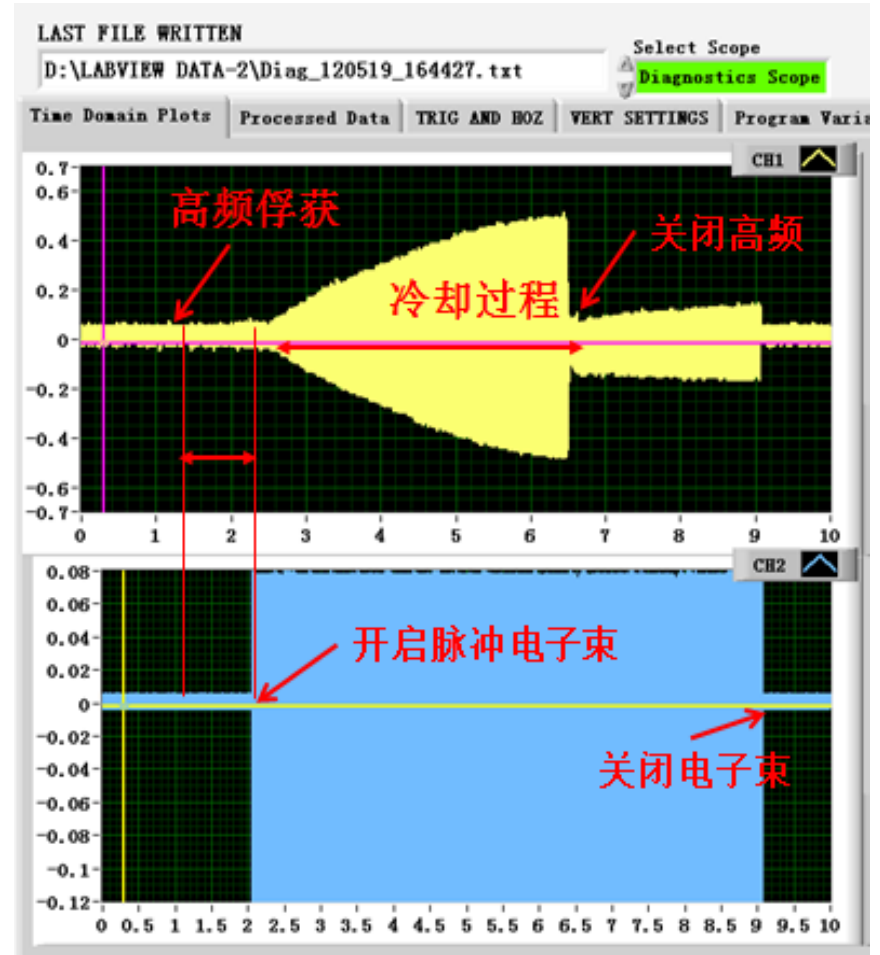 LAST FILE WRITTEN
D:\LABVIEW DATA-2\Diag_120519_164427.txt
Select Scope
Diagnostics Scope
Time Domain Plots
Processed Data
TRIG AND HOZ
VERT SETTINGS
Program Varia
CH1
0.7
0.6
0.4
0.2
0
-0.2
-0.4
-0.6
-0.7
高频俘获
关闭高频
冷却过程
0 1 2 3 4 5 6 7 8 9 10
CH2
0.08
0.06
0.04
0.02
0
-0.02
-0.04
-0.06
-0.08
-0.1
-0.12
开启脉冲电子束
关闭电子束
0 0.5 1 1.5 2 2.5 3 3.5 4 4.5 5 5.5 6 6.5 7 7.5 8 8.5 9 9.5 10